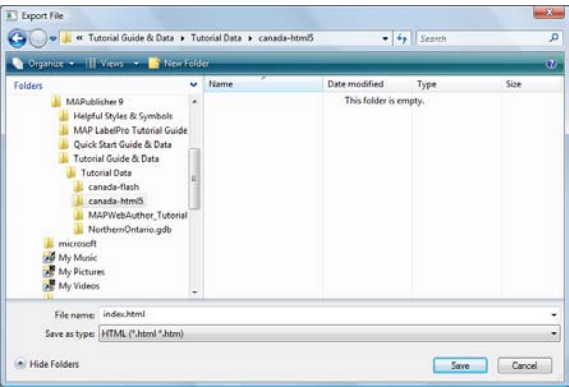 Export File
« Tutorial Guide & Data ▸ Tutorial Data ▸ canada-html5
Search
Organize Views New Folder
Folders
Name Date modified Type Size
This folder is empty.
MAPublisher 9
Helpful Styles & Symbols
MAP LabelPro Tutorial Guide
Quick Start Guide & Data
Tutorial Guide & Data
Tutorial Data
canada-flash
canada-html5
MAPWebAuthor_Tutorial
NorthernOntario.gdb
microsoft
My Music
My Pictures
My Videos
File name: index.html
Save as type: HTML (*.html *.htm)
Hide Folders Save Cancel